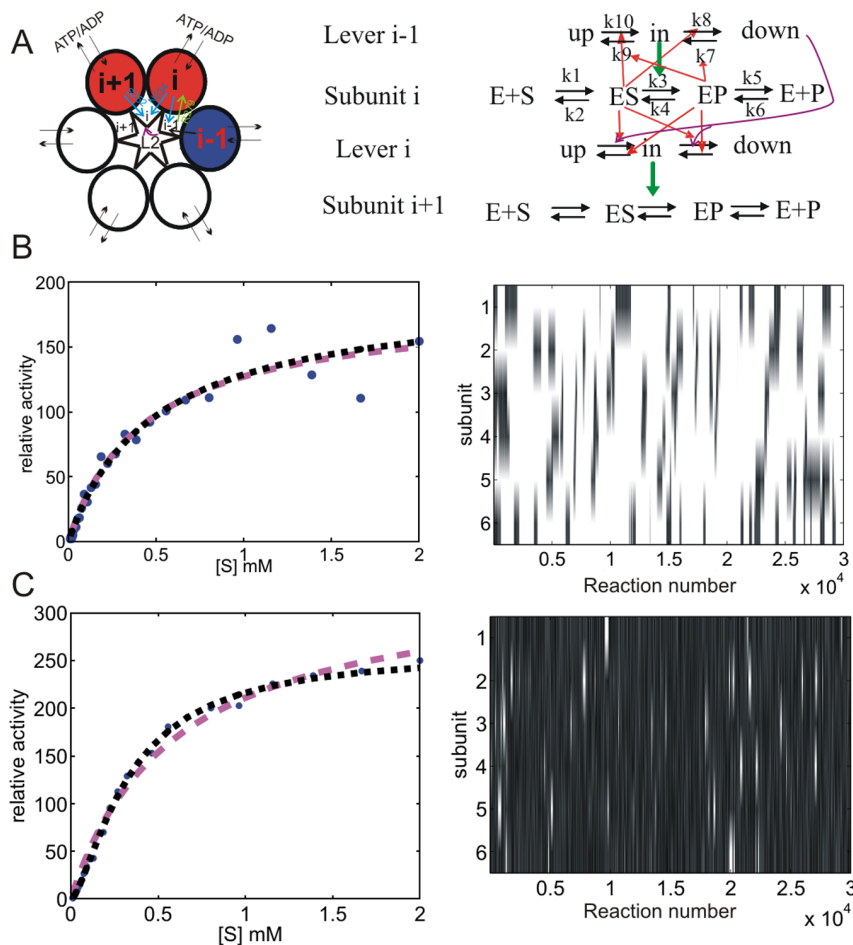 A
ATP/ADP
ATP/ADP
i+1
i
i-1
i+1
i
i-1
L2
Lever i-1
Subunit i
Lever i
Subunit i+1
k10
k8
up
in
down
k9
k7
k1
k3
k5
E+S
ES
EP
E+P
k2
k4
k6
up
in
down
E+S
ES
EP
E+P
B
200
150
100
50
0
relative activity
0
0.5
1
1.5
2
[S] mM
1
2
3
4
5
6
subunit
0.5
1
1.5
2
2.5
3
Reaction number
x 10⁴
C
300
250
200
150
100
50
0
relative activity
0
0.5
1
1.5
2
[S] mM
1
2
3
4
5
6
subunit
0.5
1
1.5
2
2.5
3
Reaction number
x 10⁴